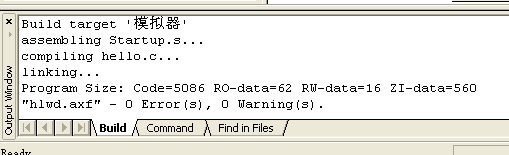 Build target '模拟器'
assembling Startup.s...
compiling hello.c...
linking...
Program Size: Code=5086 RO-data=62 RW-data=16 ZI-data=560
"hlwd.axf" - 0 Error(s), 0 Warning(s).
Output Window
Build Command Find in Files
Ready